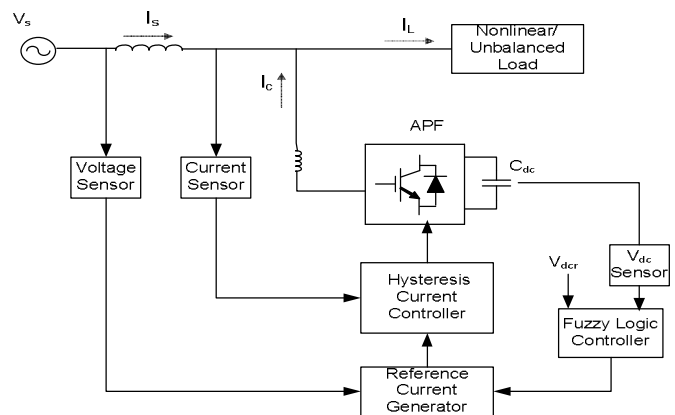 Vs
Is
IL
Nonlinear/
Unbalanced
Load
Ic
APF
Voltage
Sensor
Current
Sensor
Cdc
Vdc
Sensor
Vdcr
Hysteresis
Current
Controller
Fuzzy Logic
Controller
Reference
Current
Generator